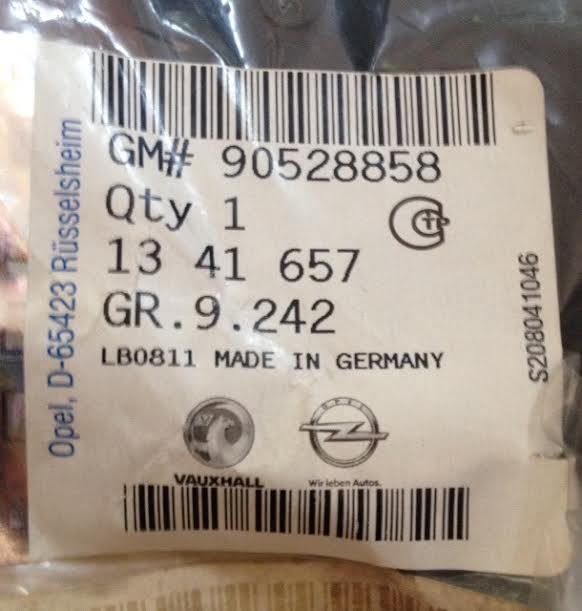 GM# 90528858
Qty 1
13 41 657
GR.9.242
LB0811 MADE IN GERMANY
VAUXHALL
OPEL
Wir leben Autos.
Opel, D-65423 Rüsselsheim
S208041046